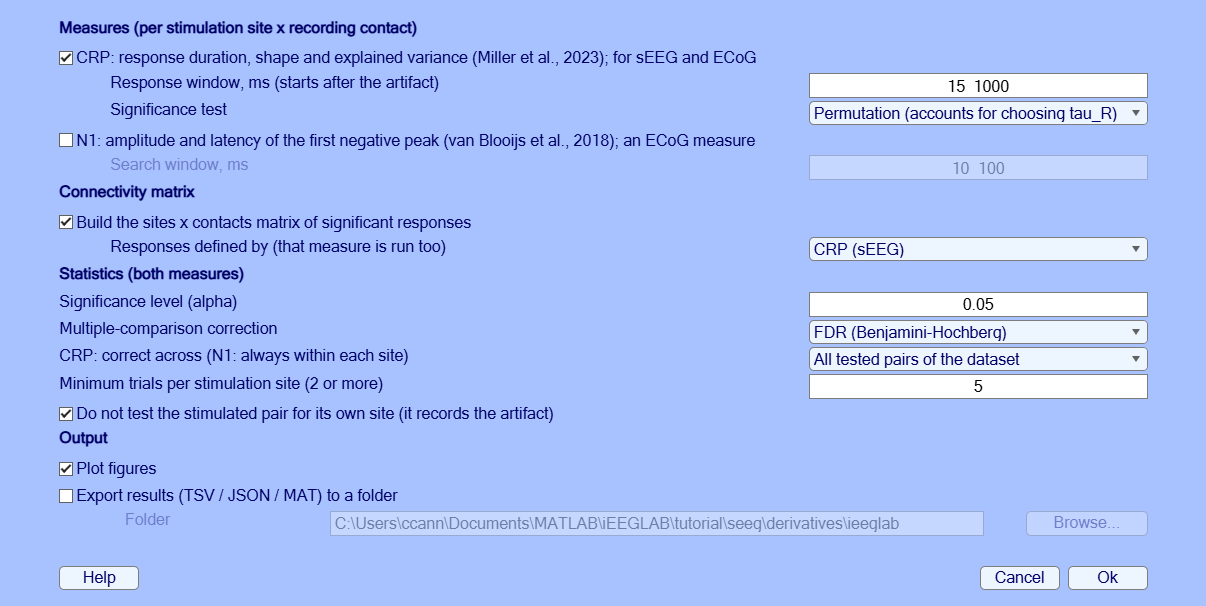 Measures (per stimulation site x recording contact)
CRP: response duration, shape and explained variance (Miller et al., 2023); for sEEG and ECoG
Response window, ms (starts after the artifact)
15 1000
Significance test
Permutation (accounts for choosing tau_R)
N1: amplitude and latency of the first negative peak (van Blooijs et al., 2018); an ECoG measure
Search window, ms
10 100
Connectivity matrix
Build the sites x contacts matrix of significant responses
Responses defined by (that measure is run too)
CRP (sEEG)
Statistics (both measures)
Significance level (alpha)
0.05
Multiple-comparison correction
FDR (Benjamini-Hochberg)
CRP: correct across (N1: always within each site)
All tested pairs of the dataset
Minimum trials per stimulation site (2 or more)
5
Do not test the stimulated pair for its own site (it records the artifact)
Output
Plot figures
Export results (TSV / JSON / MAT) to a folder
Folder
C:\Users\ccann\Documents\MATLAB\iEEGLAB\tutorial\seeg\derivatives\ieeglab
Browse...
Help
Cancel
Ok